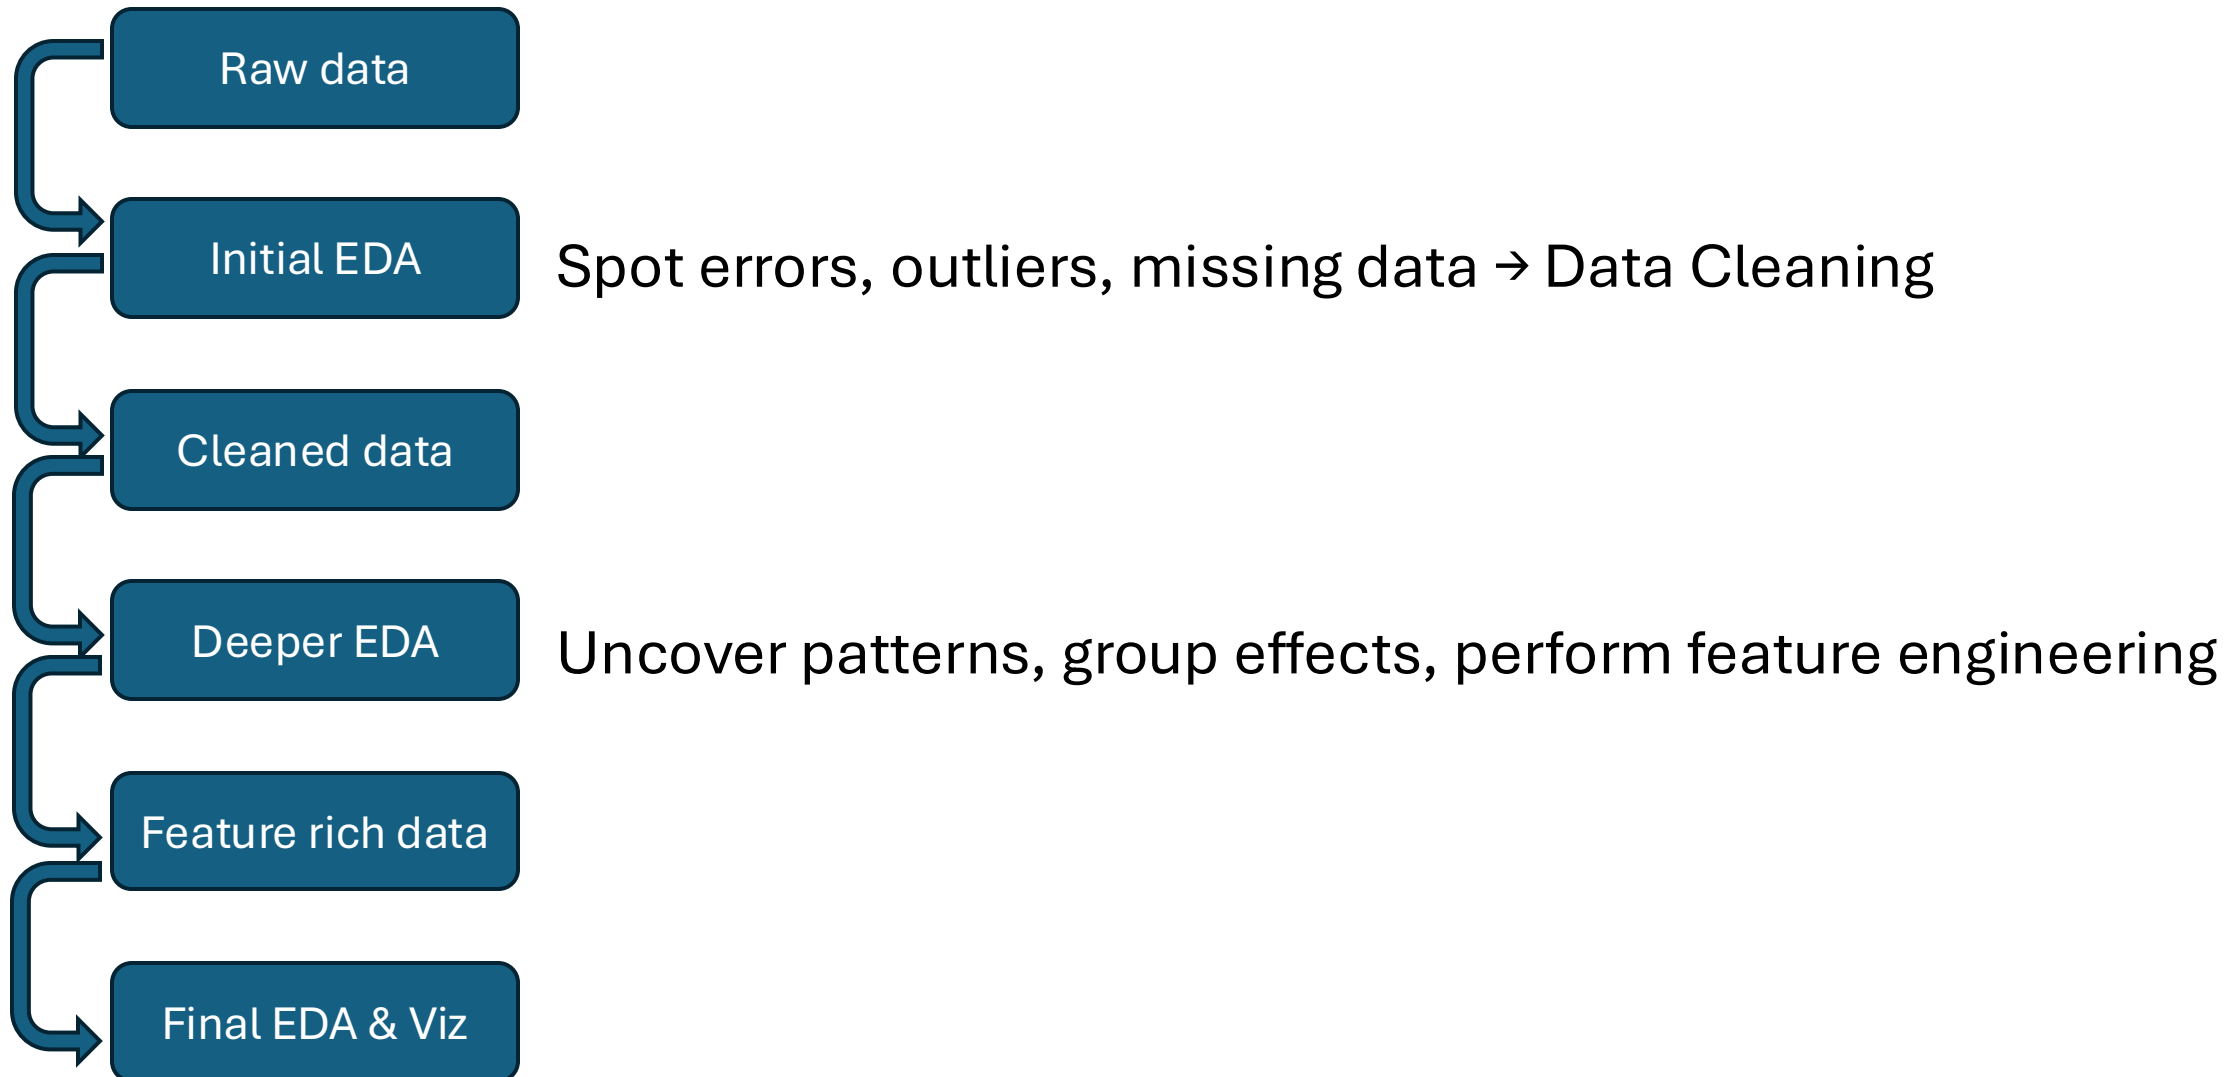 Raw data
Initial EDA
Spot errors, outliers, missing data → Data Cleaning
Cleaned data
Deeper EDA
Uncover patterns, group effects, perform feature engineering
Feature rich data
Final EDA & Viz